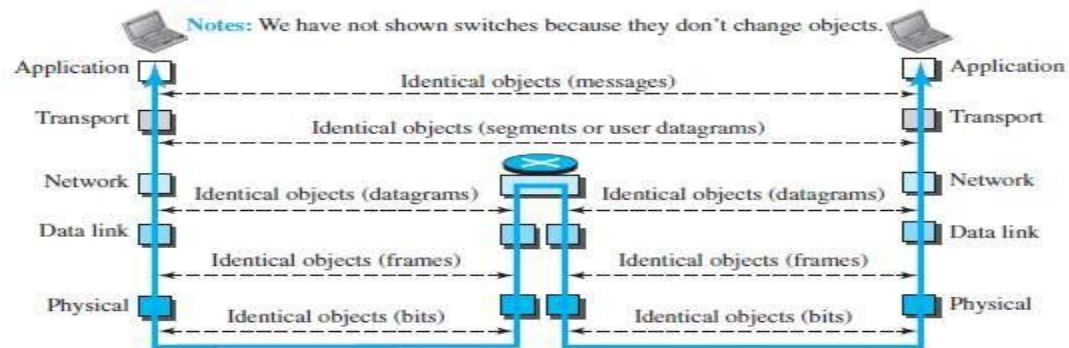 Notes: We have not shown switches because they don't change objects.
Application
Application
Identical objects (messages)
Transport
Transport
Identical objects (segments or user datagrams)
Network
Network
Identical objects (datagrams)
Identical objects (datagrams)
Data link
Data link
Identical objects (frames)
Identical objects (frames)
Physical
Physical
Identical objects (bits)
Identical objects (bits)